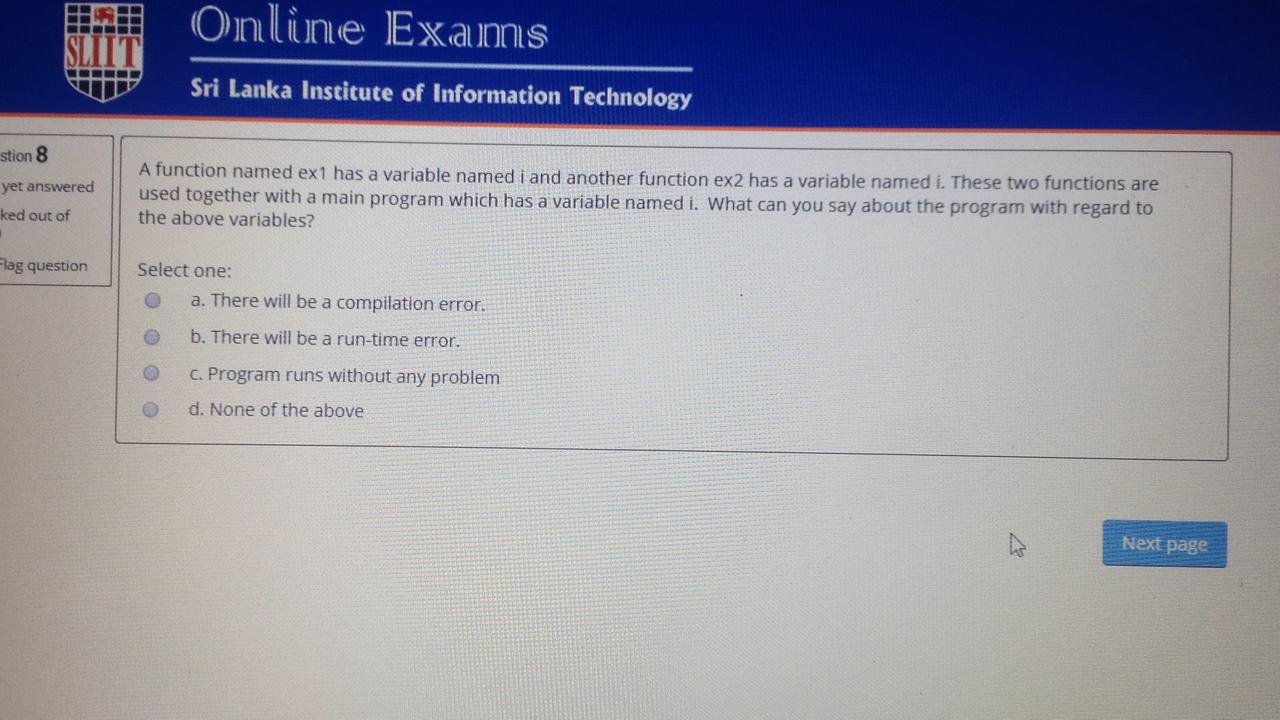 SLIIT
Online Exams
Sri Lanka Institute of Information Technology
stion 8
yet answered
ked out of
Flag question
A function named ex1 has a variable named i and another function ex2 has a variable named i. These two functions are
used together with a main program which has a variable named i. What can you say about the program with regard to
the above variables?
Select one:
a. There will be a compilation error.
b. There will be a run-time error.
c. Program runs without any problem
d. None of the above
Next page